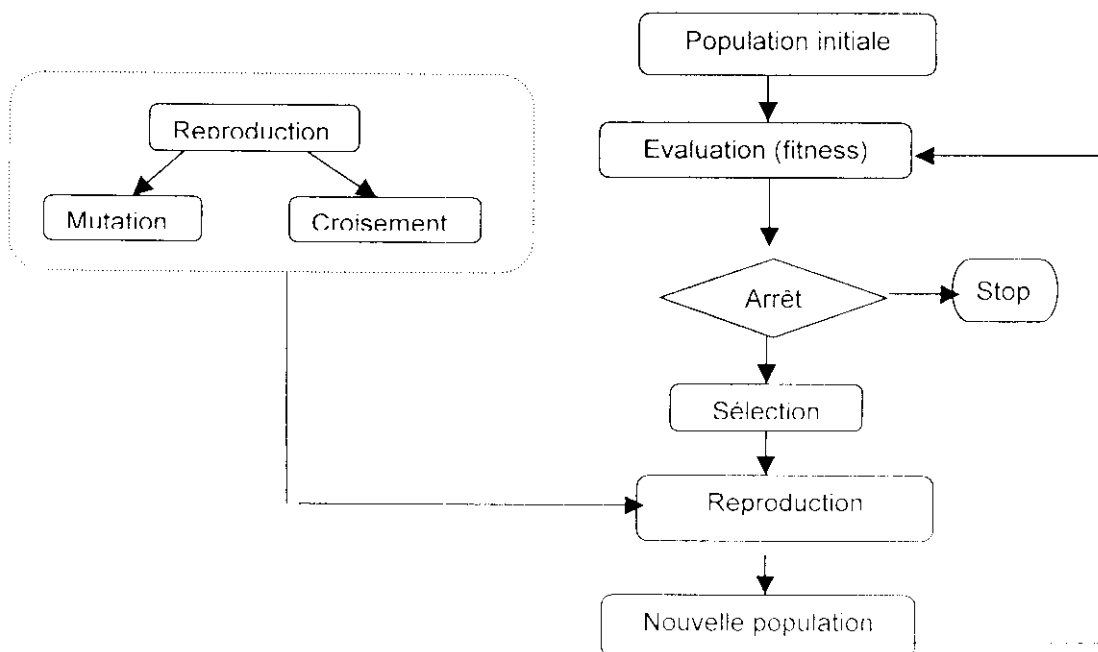 Population initiale
Reproduction
Evaluation (fitness)
Mutation
Croisement
Arrêt
Stop
Sélection
Reproduction
Nouvelle population